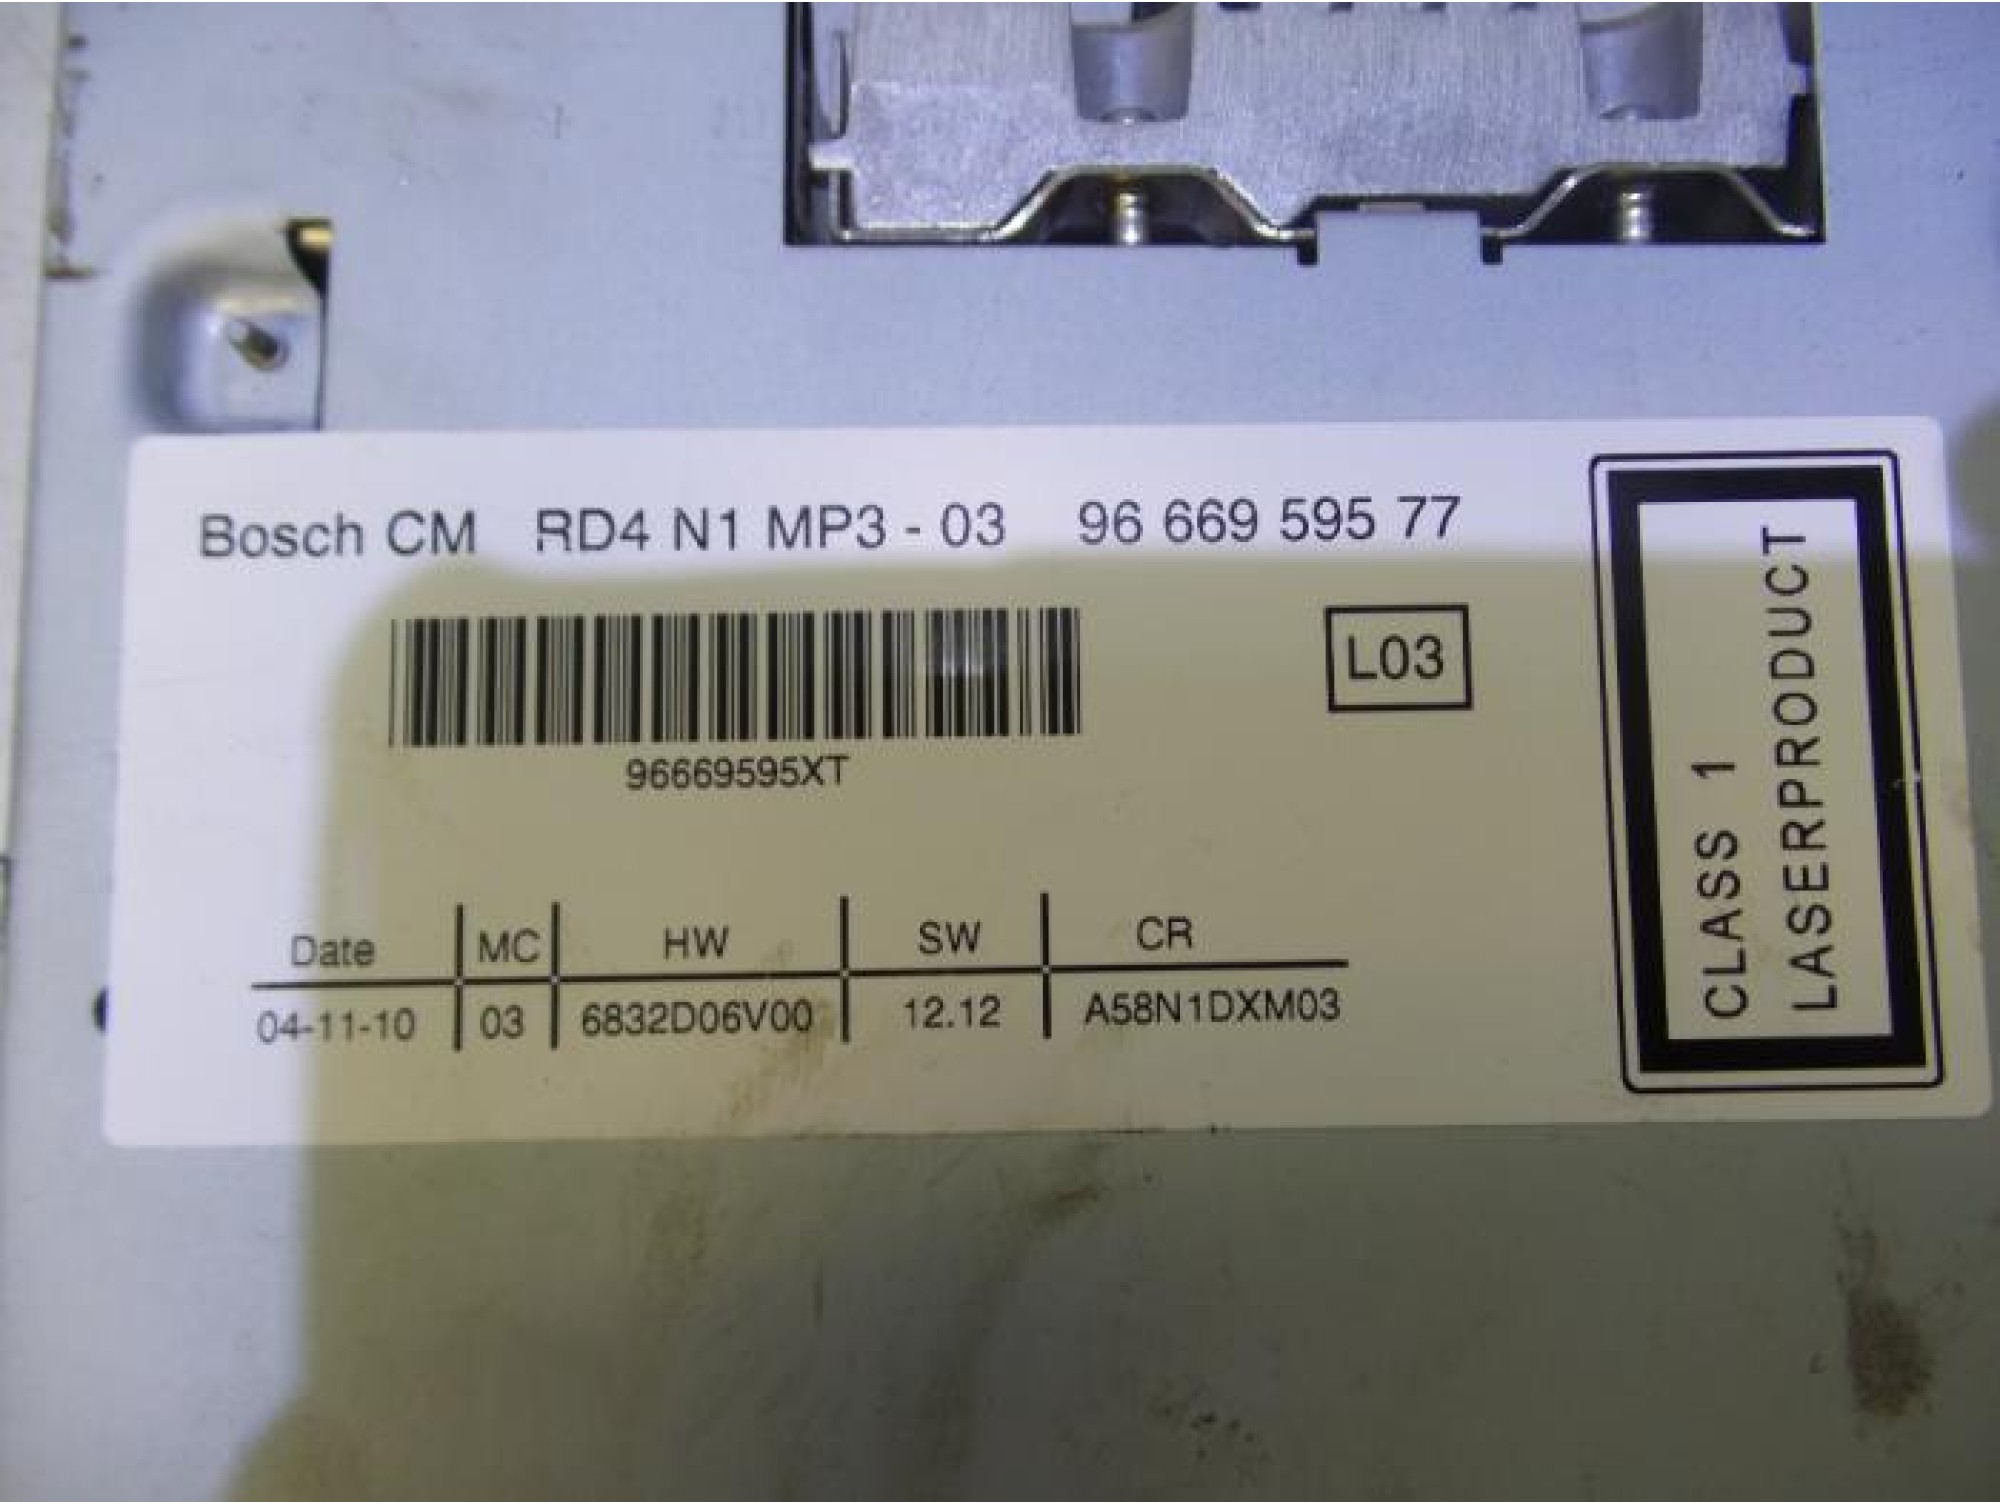 Bosch CM RD4 N1 MP3 - 03 96 669 595 77
L03
96669595XT
Date MC HW SW CR
04-11-10 03 6832D06V00 12.12 A58N1DXM03
CLASS 1
LASERPRODUCT